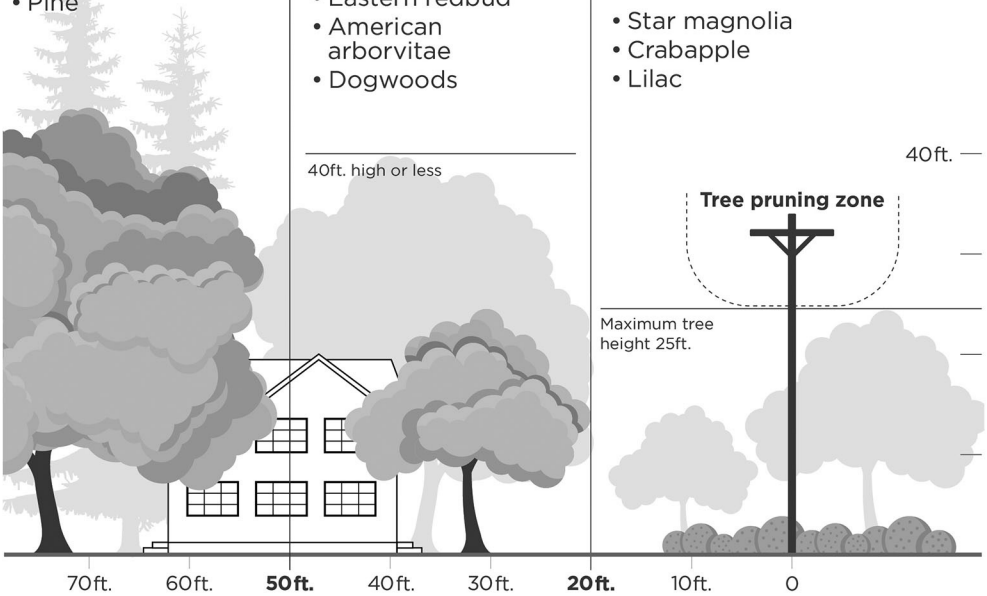 • Pine
• Eastern redbud
• American
arborvitae
• Dogwoods
• Star magnolia
• Crabapple
• Lilac
40ft. high or less
40ft.
Tree pruning zone
Maximum tree
height 25ft.
70ft. 60ft. 50ft. 40ft. 30ft. 20ft. 10ft. 0